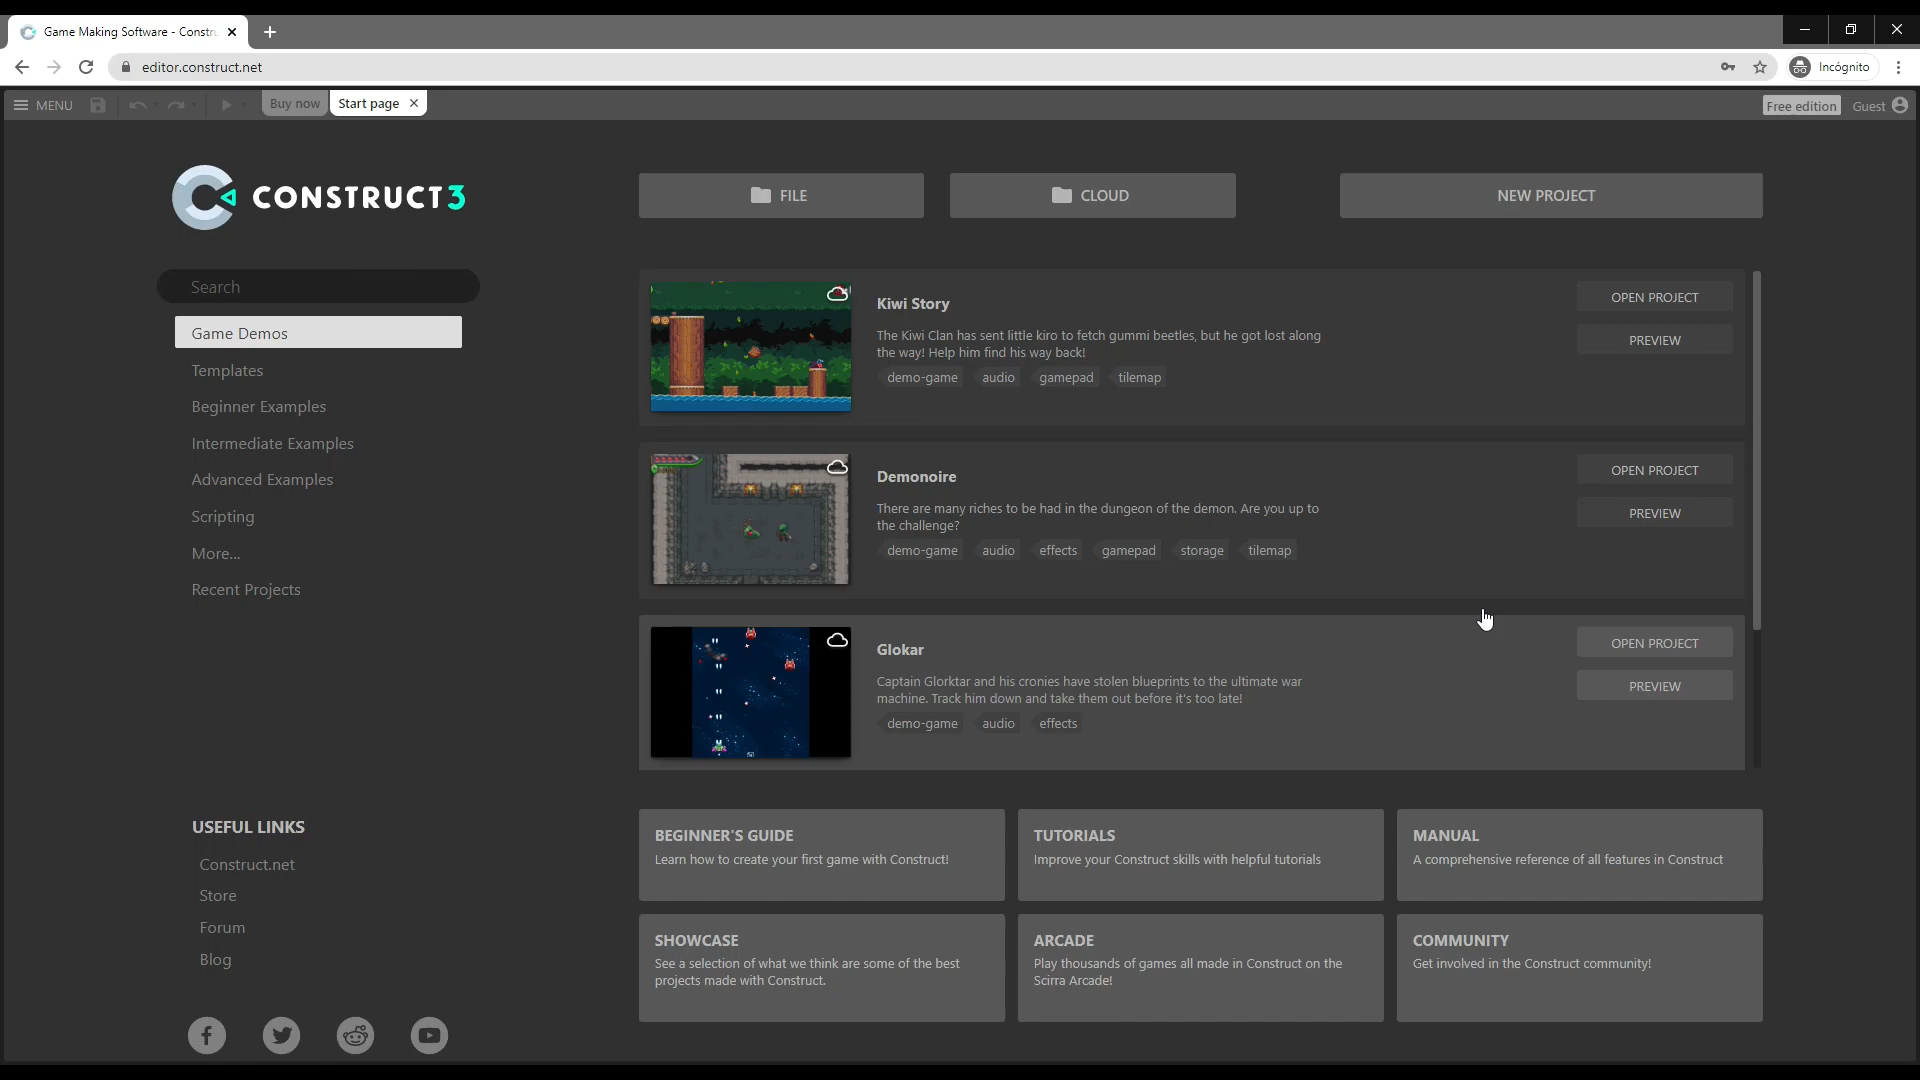 Game Making Software - Constru
editor.construct.net
Incógnito
MENU
Buy now
Start page
Free edition
Guest
CONSTRUCT3
FILE
CLOUD
NEW PROJECT
Search
Game Demos
Templates
Beginner Examples
Intermediate Examples
Advanced Examples
Scripting
More...
Recent Projects
Kiwi Story
The Kiwi Clan has sent little kiro to fetch gummi beetles, but he got lost along
the way! Help him find his way back!
demo-game audio gamepad tilemap
OPEN PROJECT
PREVIEW
Demonoire
There are many riches to be had in the dungeon of the demon. Are you up to
the challenge?
demo-game audio effects gamepad storage tilemap
OPEN PROJECT
PREVIEW
Glokar
Captain Glorktar and his cronies have stolen blueprints to the ultimate war
machine. Track him down and take them out before it's too late!
demo-game audio effects
OPEN PROJECT
PREVIEW
USEFUL LINKS
Construct.net
Store
Forum
Blog
BEGINNER'S GUIDE
Learn how to create your first game with Construct!
TUTORIALS
Improve your Construct skills with helpful tutorials
MANUAL
A comprehensive reference of all features in Construct
SHOWCASE
See a selection of what we think are some of the best
projects made with Construct.
ARCADE
Play thousands of games all made in Construct on the
Scirra Arcade!
COMMUNITY
Get involved in the Construct community!